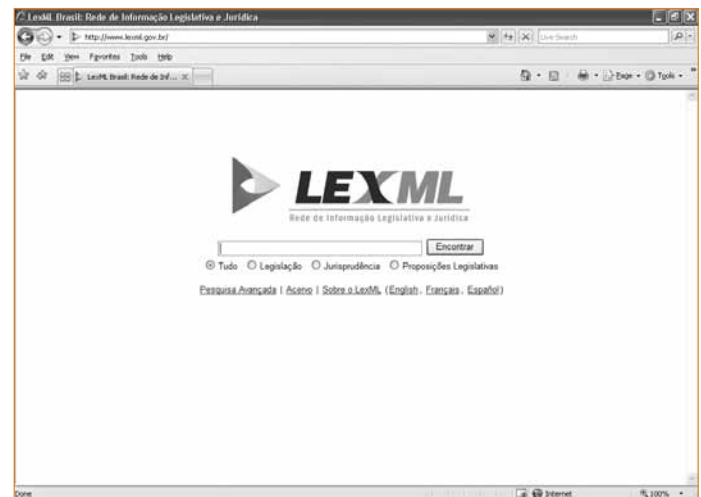 LexML Brasil: Rede de Informação Legislativa e Jurídica
http://www.lexml.gov.br/
Live Search
File Edit View Favorites Tools Help
LexML Brasil: Rede de Inf...
Page Tools
LEXML
Rede de Informação Legislativa e Jurídica
Encontrar
Tudo Legislação Jurisprudência Proposições Legislativas
Pesquisa Avançada | Acervo | Sobre o LexML (English, Français, Español)
Done Internet 100%